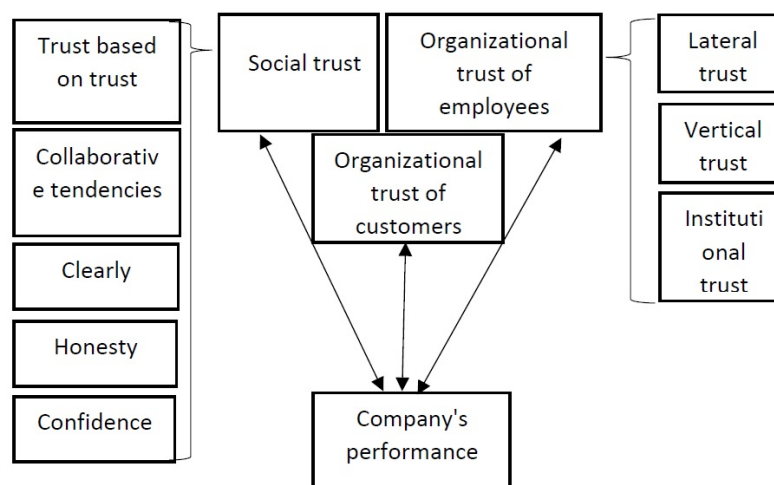 Trust based
on trust
Collaborativ
e tendencies
Clearly
Honesty
Confidence
Social trust
Organizational
trust of
employees
Organizational
trust of
customers
Company's
performance
Lateral
trust
Vertical
trust
Instituti
onal
trust